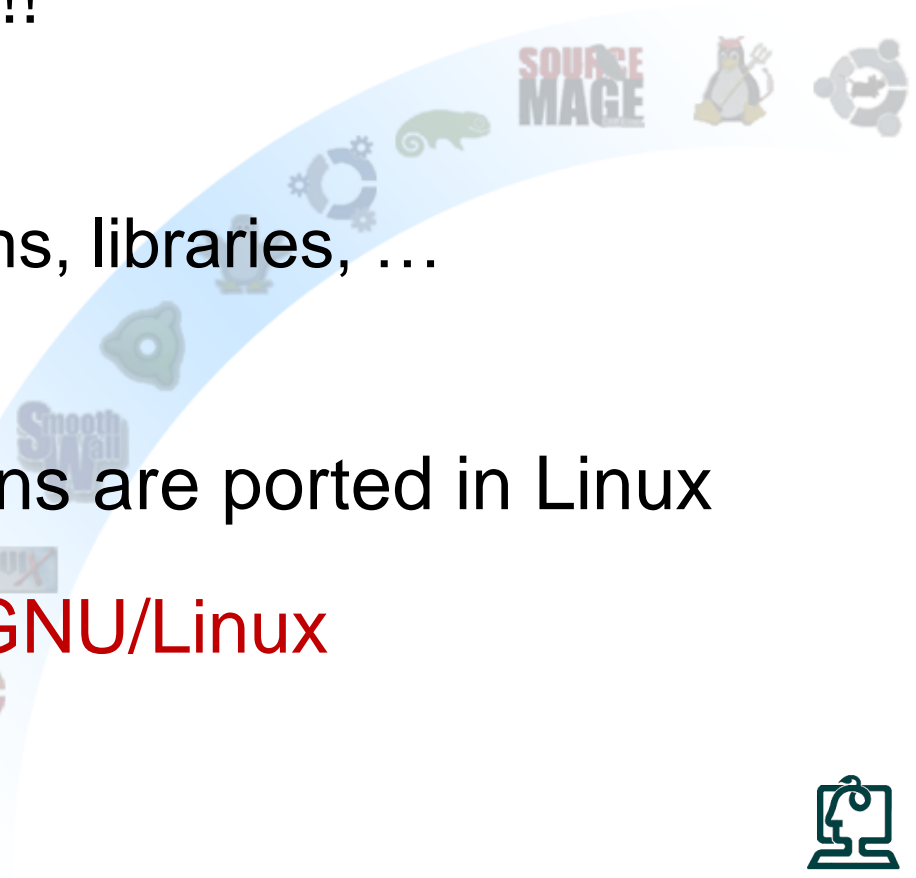 !!
SOURCE
MAGE
ns, libraries, …
Smooth
Wall
ns are ported in Linux
GNU/Linux